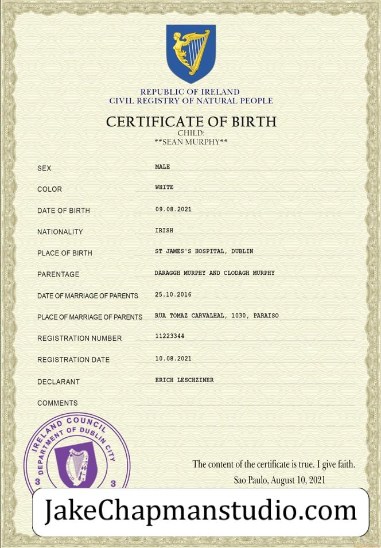 REPUBLIC OF IRELAND
CIVIL REGISTRY OF NATURAL PEOPLE
CERTIFICATE OF BIRTH
CHILD:
**SEAN MURPHY**
SEX MALE
COLOR WHITE
DATE OF BIRTH 09.08.2021
NATIONALITY IRISH
PLACE OF BIRTH ST JAMES'S HOSPITAL, DUBLIN
PARENTAGE DARAGGH MURPHY AND CLODAGH MURPHY
DATE OF MARRIAGE OF PARENTS 25.10.2016
PLACE OF MARRIAGE OF PARENTS RUA TOMAZ CARVALHAL, 1030, PARAISO
REGISTRATION NUMBER 11223344
REGISTRATION DATE 10.08.2021
DECLARANT ERICH LESCHZINER
COMMENTS
IRELAND COUNCIL
DEPARTMENT OF DUBLIN CITY
3 3
The content of the certificate is true. I give faith.
Sao Paulo, August 10, 2021
JakeChapmanstudio.com